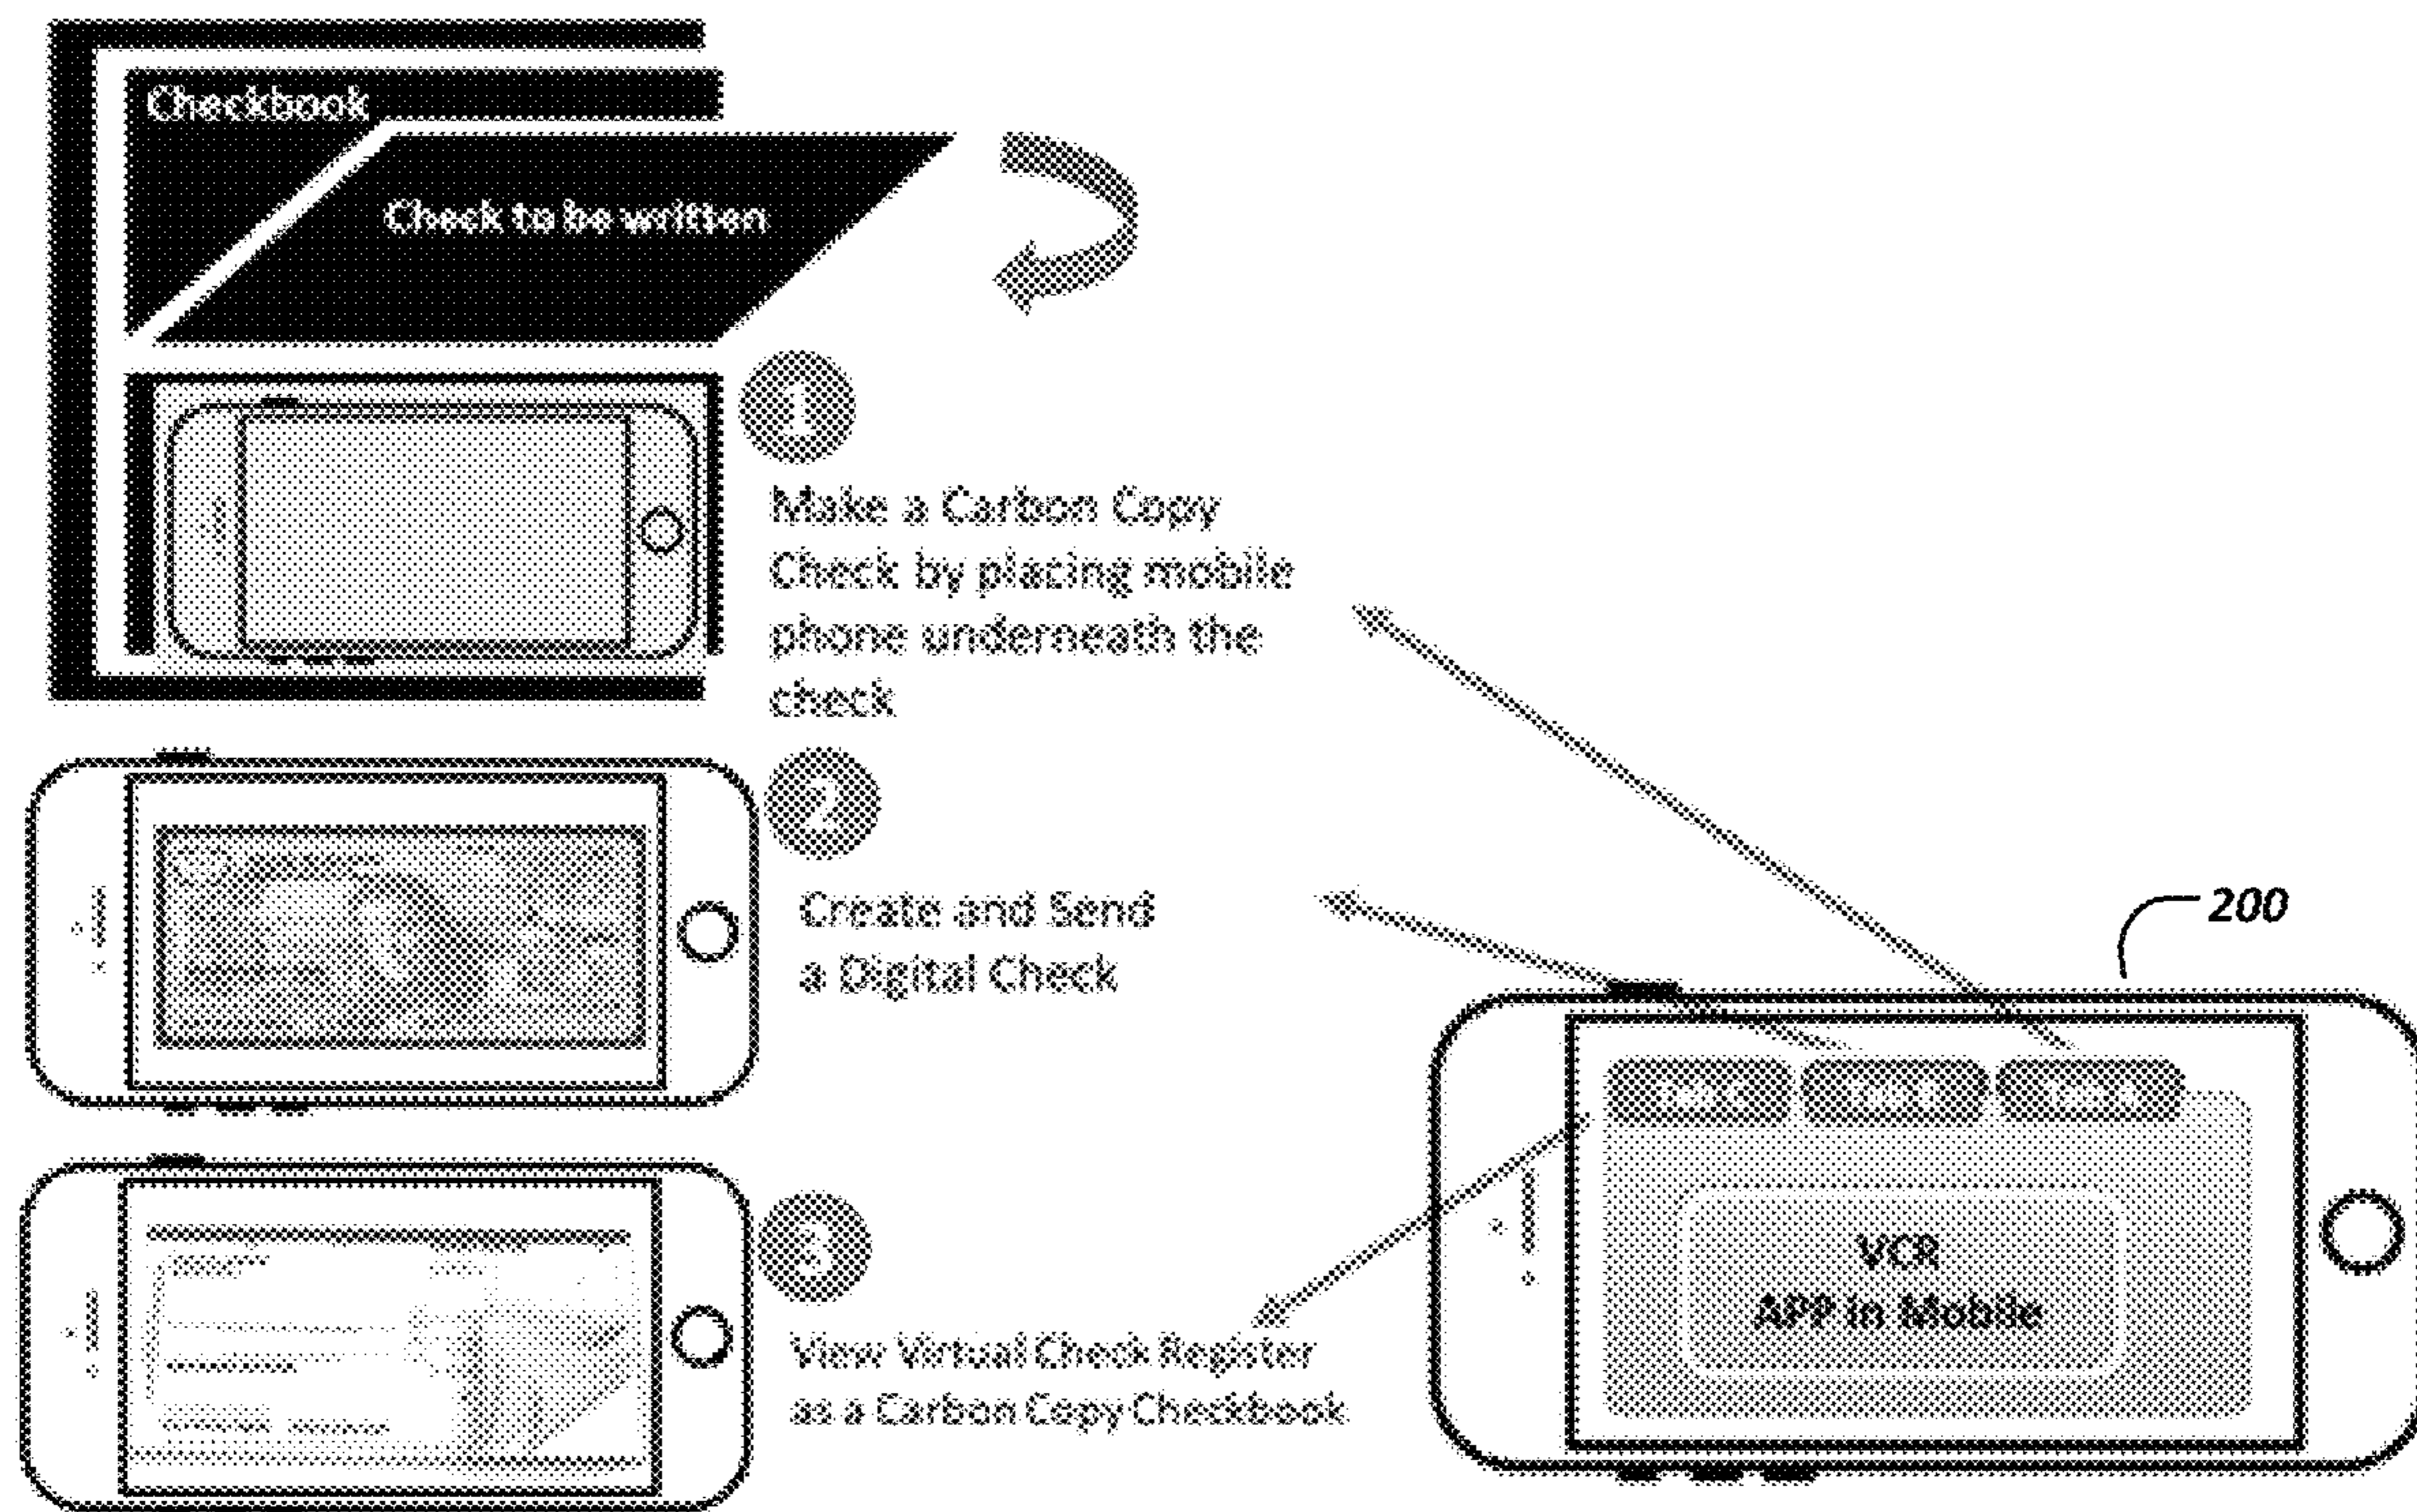 Checkbook
Check to be written
1
Make a Carbon Copy
Check by placing mobile
phone underneath the
check
2
Create and Send
a Digital Check
200
3
View Virtual Check Register
as a Carbon Copy Checkbook
VCR
APP in Mobile